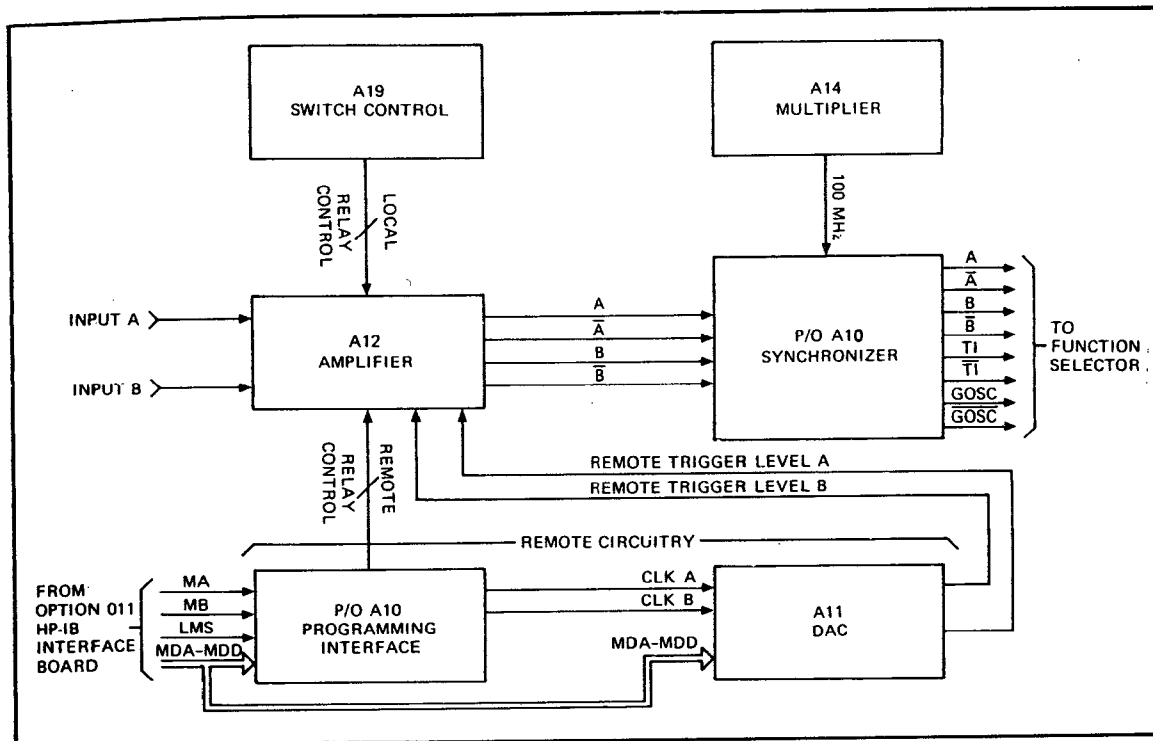 A19
SWITCH CONTROL
A14
MULTIPLIER
LOCAL
RELAY
CONTROL
100 MHz
INPUT A
INPUT B
A12
AMPLIFIER
A
A̅
B
B̅
P/O A10
SYNCHRONIZER
A
A̅
B
B̅
TI
T̅I̅
GOSC
G̅O̅S̅C̅
TO
FUNCTION
SELECTOR
REMOTE
RELAY
CONTROL
REMOTE TRIGGER LEVEL A
REMOTE TRIGGER LEVEL B
REMOTE CIRCUITRY
FROM
OPTION 011
HP-IB
INTERFACE
BOARD
MA
MB
LMS
MDA-MDD
P/O A10
PROGRAMMING
INTERFACE
CLK A
CLK B
MDA-MDD
A11
DAC